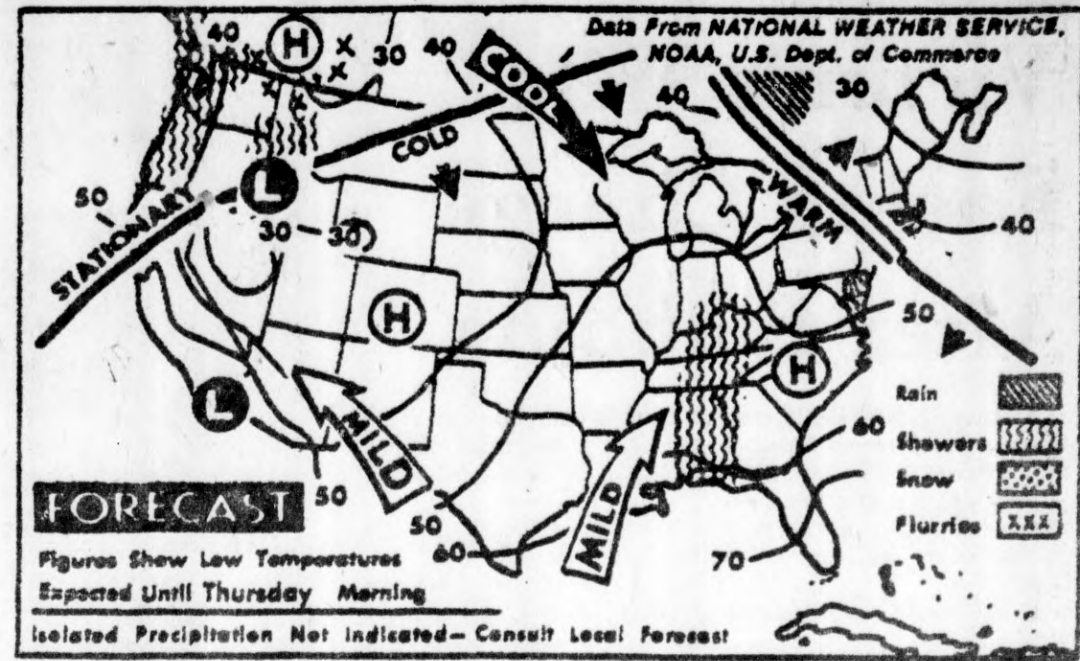 Data From NATIONAL WEATHER SERVICE,
NOAA, U.S. Dept. of Commerce
40
H
30
40
COOL
40
30
COLD
50
STATIONARY
L
WARM
40
30
30
H
50
L
H
Rain
MILD
60
Showers
FORECAST
50
50
MILD
Snow
Flurries
60
70
Figures Show Low Temperatures
Expected Until Thursday Morning
Isolated Precipitation Not Indicated— Consult Local Forecast